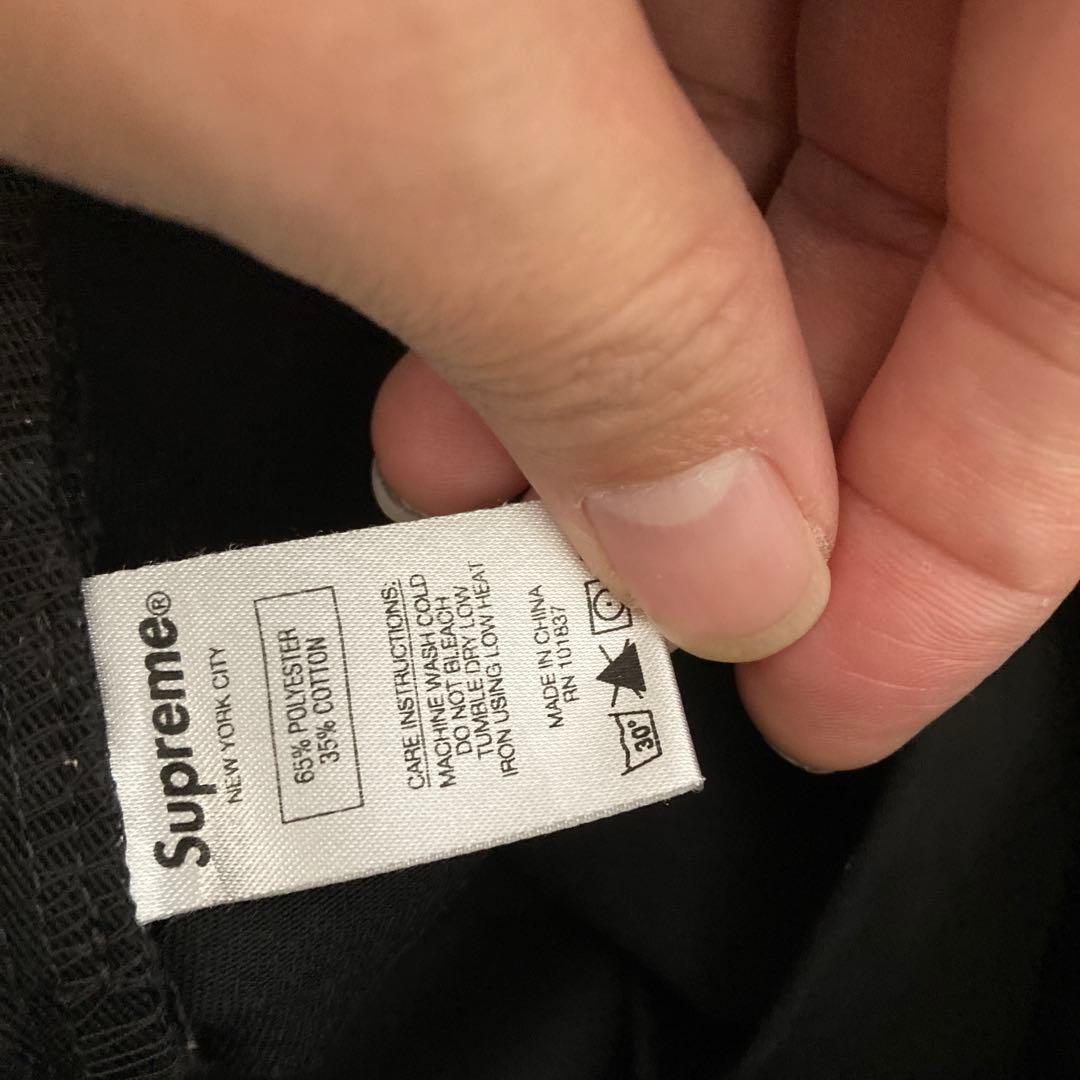 Supreme®
NEW YORK CITY
65% POLYESTER
35% COTTON
CARE INSTRUCTIONS:
MACHINE WASH COLD
DO NOT BLEACH
TUMBLE DRY LOW
IRON USING LOW HEAT
MADE IN CHINA
RN 101837
30°